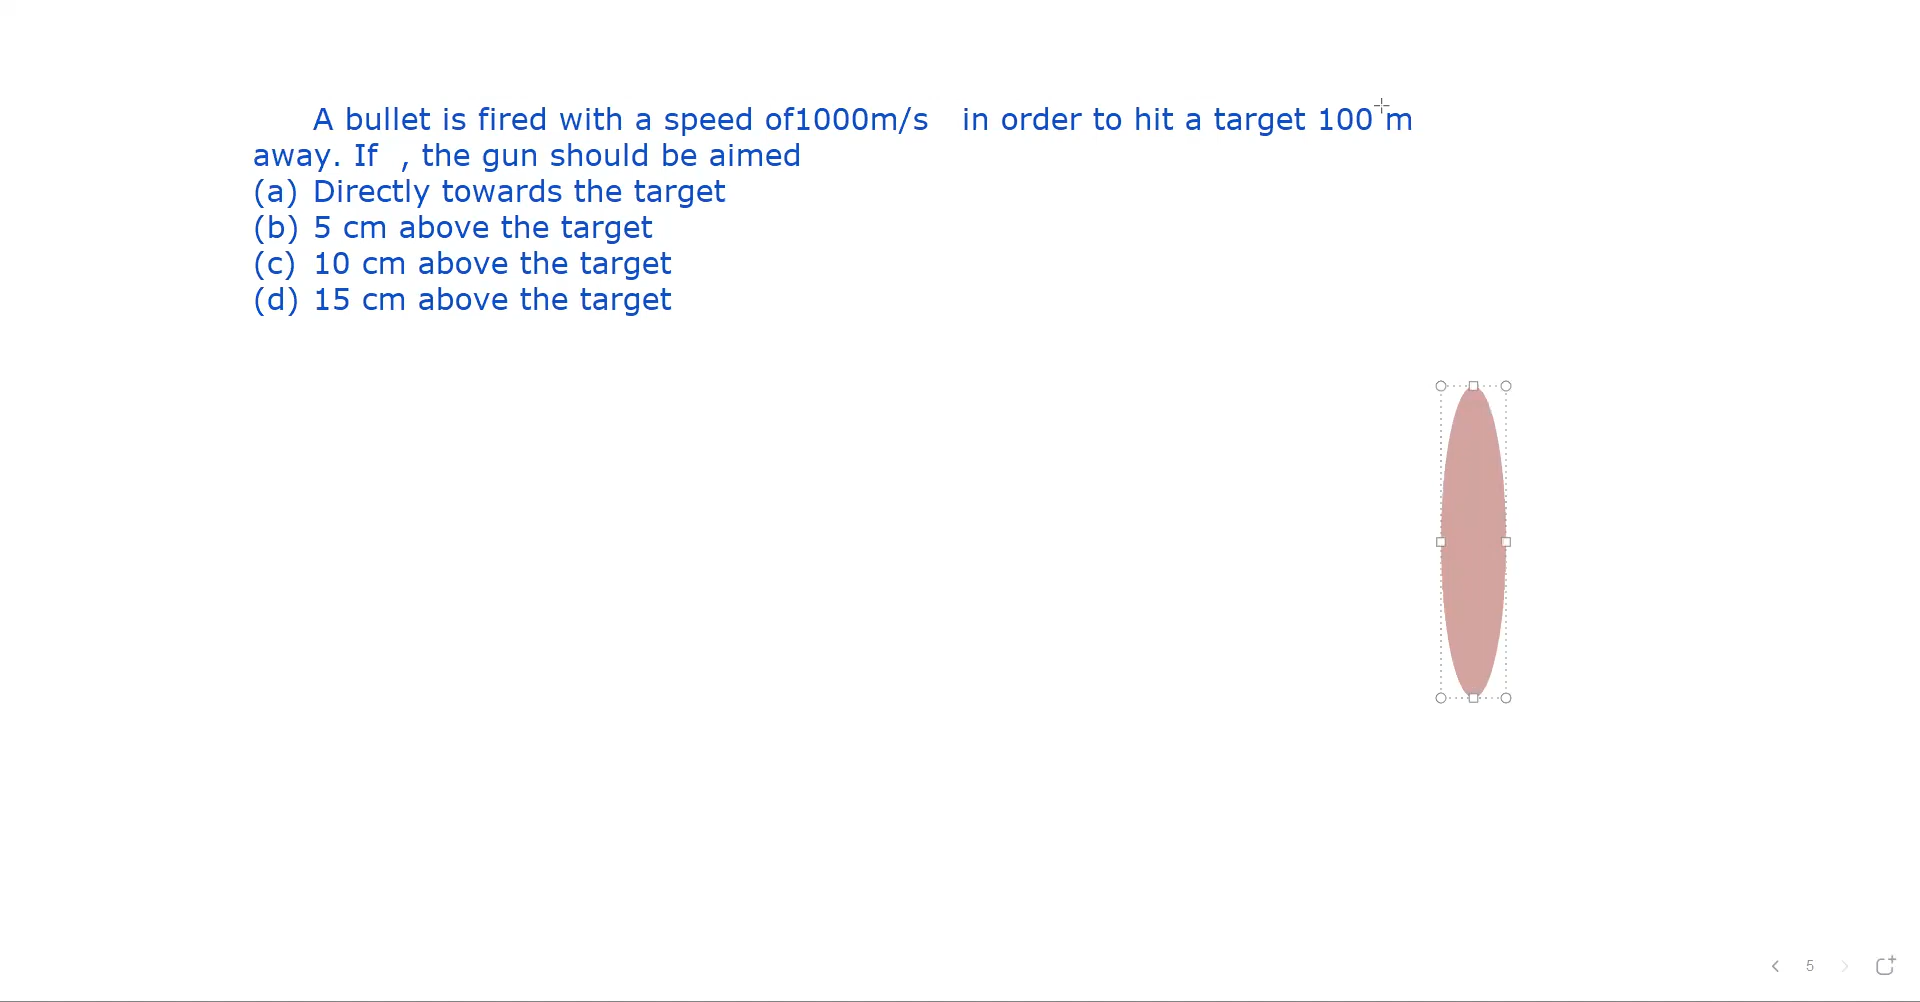 A bullet is fired with a speed of1000m/s in order to hit a target 100 m
away. If , the gun should be aimed
(a) Directly towards the target
(b) 5 cm above the target
(c) 10 cm above the target
(d) 15 cm above the target
5